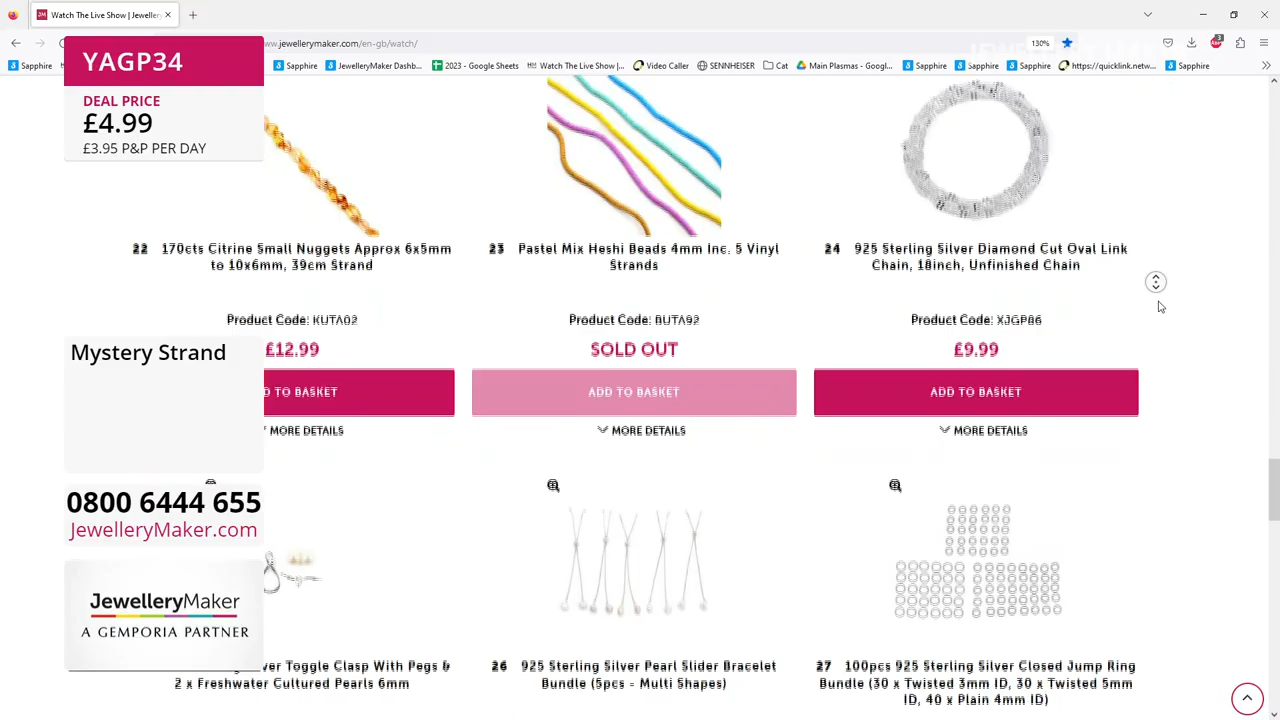 Watch The Live Show | Jeweller
ww.jewellerymaker.com/en-gb/watch/
130%
3
Sapphire
Sapphire
JewelleryMaker Dashb...
2023 - Google Sheets
Watch The Live Show |...
Video Caller
SENNHEISER
Cat
Main Plasmas - Googl...
Sapphire
Sapphire
Sapphire
https://quicklink.netw...
Sapphire
YAGP34
DEAL PRICE
£4.99
£3.95 P&P PER DAY
Mystery Strand
0800 6444 655
JewelleryMaker.com
JewelleryMaker
A GEMPORIA PARTNER
22 170cts Citrine Small Nuggets Approx 6x5mm
to 10x6mm, 39cm Strand
Product Code: KUTA02
£12.99
D TO BASKET
MORE DETAILS
23 Pastel Mix Heshi Beads 4mm Inc. 5 Vinyl
Strands
Product Code: BUTA92
SOLD OUT
ADD TO BASKET
MORE DETAILS
24 925 Sterling Silver Diamond Cut Oval Link
Chain, 18inch, Unfinished Chain
Product Code: XJGP86
£9.99
ADD TO BASKET
MORE DETAILS
ver Toggle Clasp With Pegs &
2 x Freshwater Cultured Pearls 6mm
26 925 Sterling Silver Pearl Slider Bracelet
Bundle (5pcs - Multi Shapes)
27 100pcs 925 Sterling Silver Closed Jump Ring
Bundle (30 x Twisted 3mm ID, 30 x Twisted 5mm
ID, 40 x Plain 4mm ID)